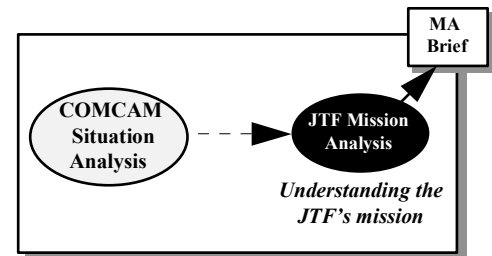 MA
Brief
COMCAM
Situation
Analysis
JTF Mission
Analysis
Understanding the
JTF's mission